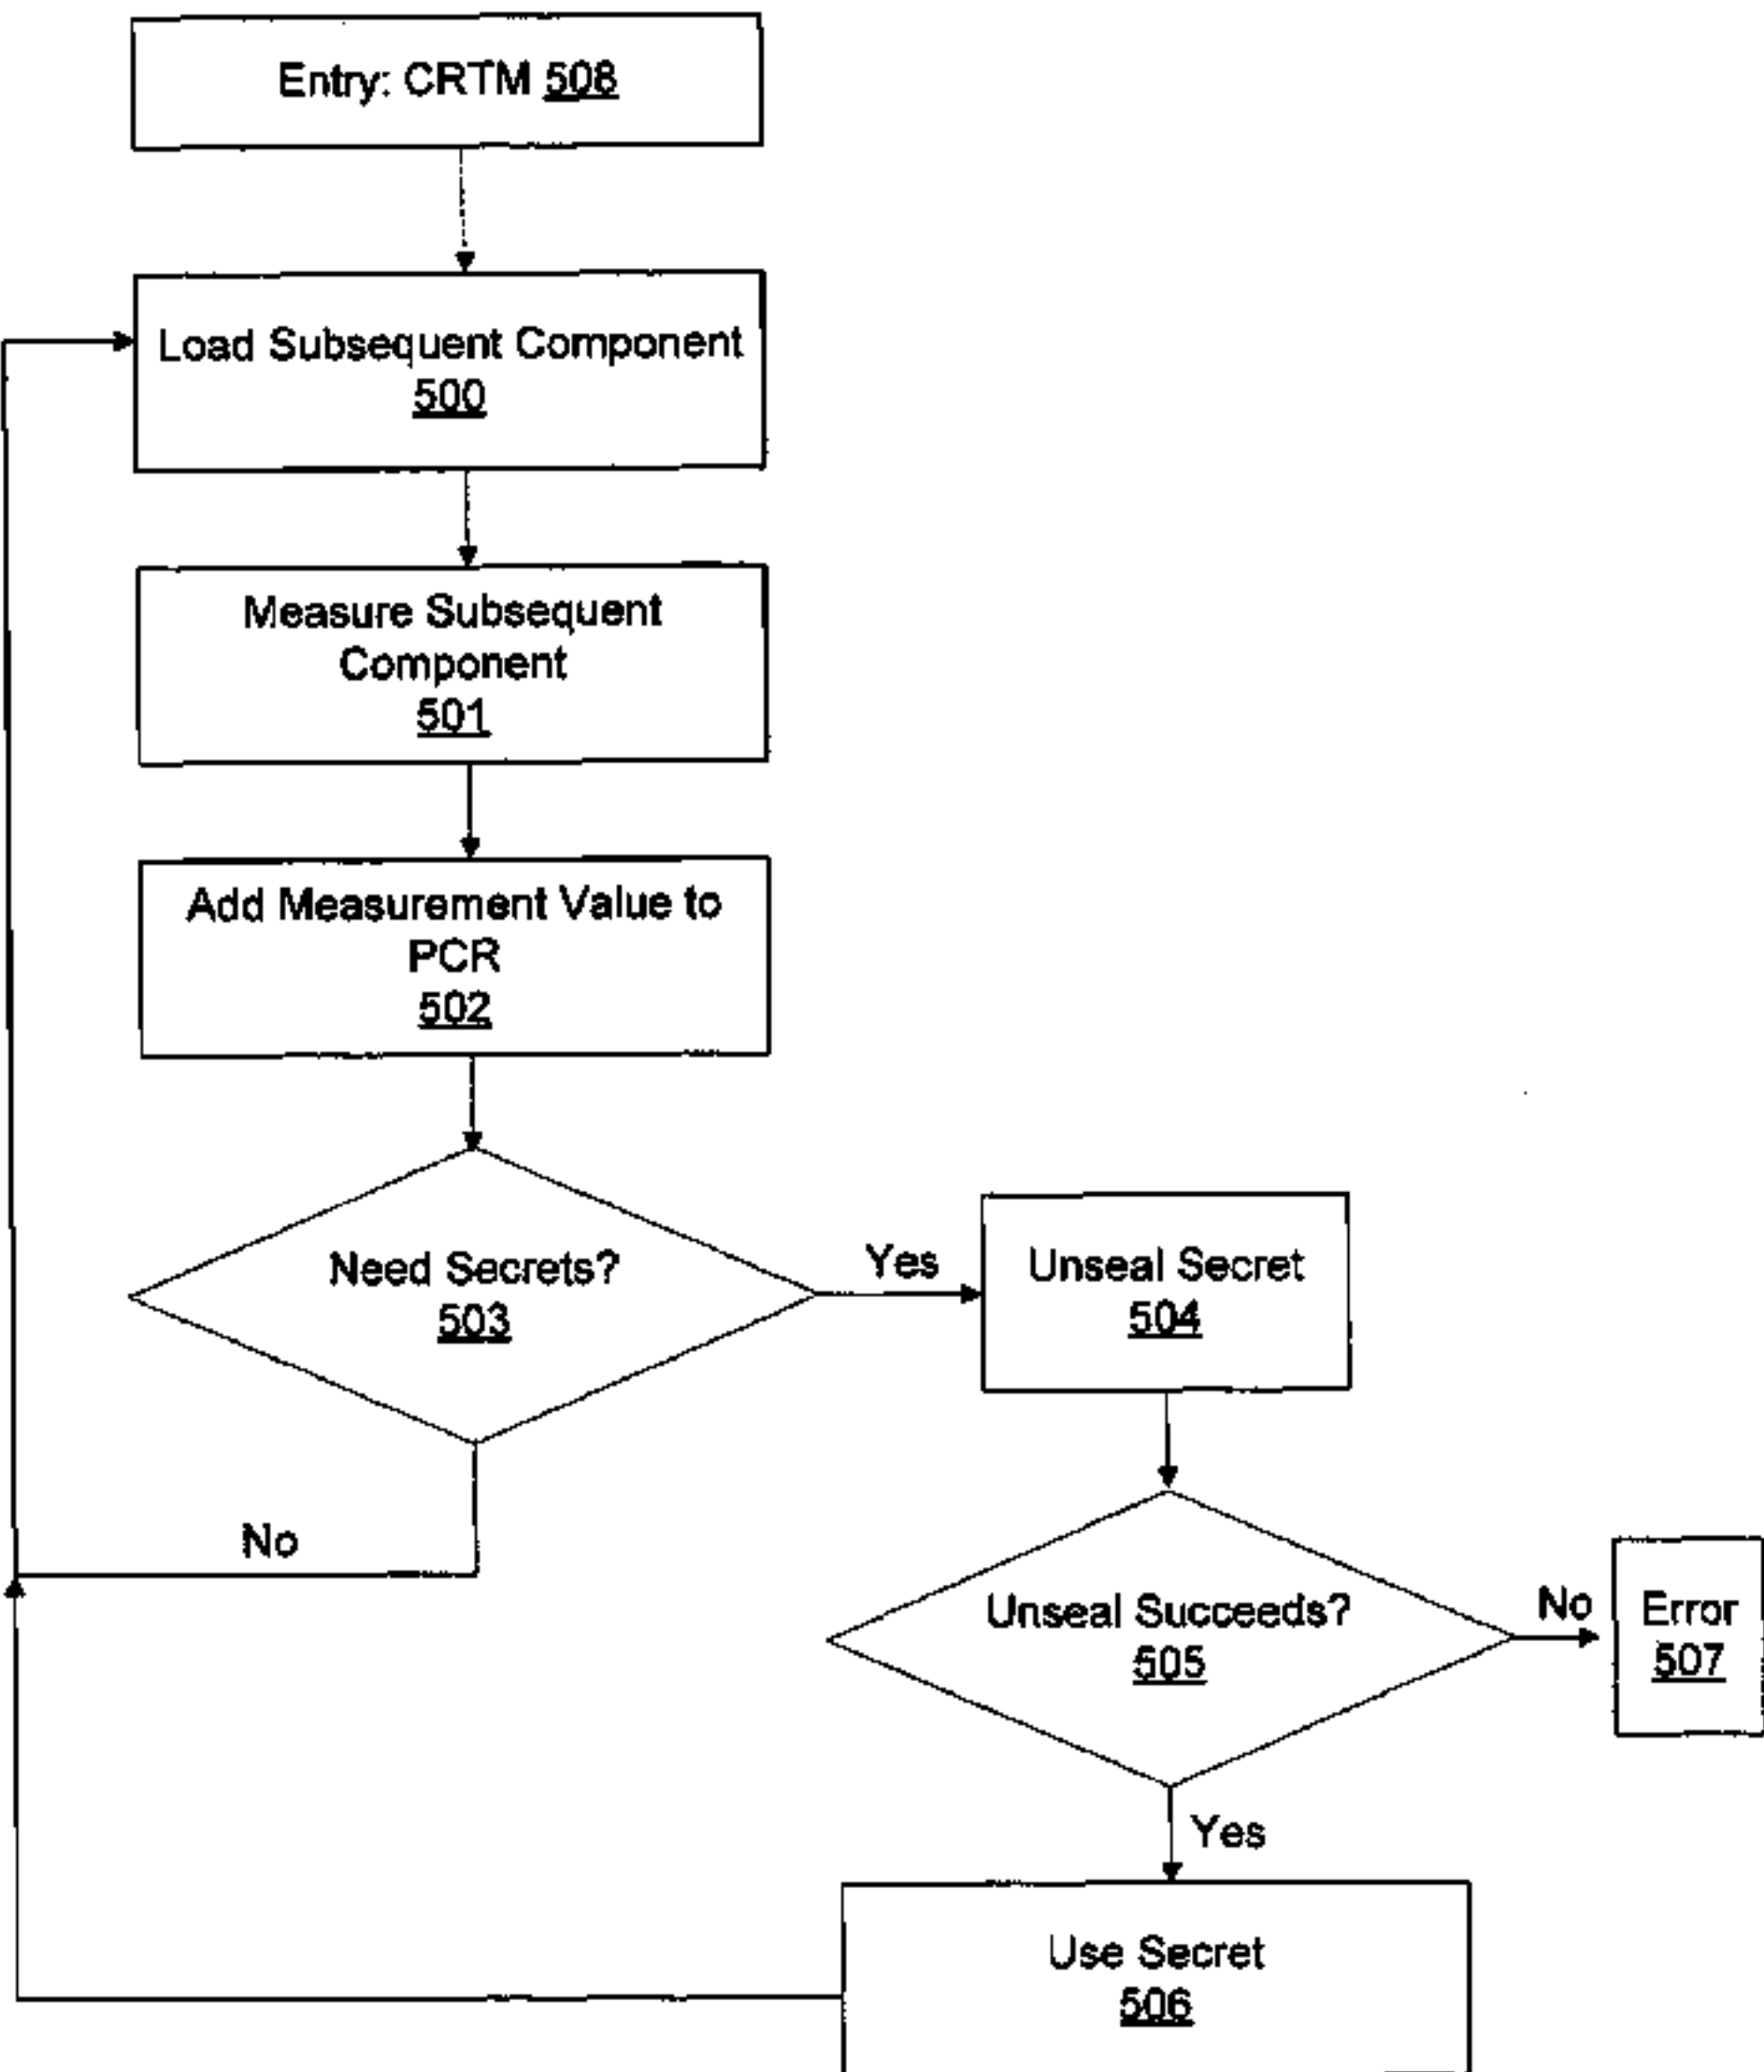 Entry: CRTM 508
Load Subsequent Component
500
Measure Subsequent
Component
501
Add Measurement Value to
PCR
502
Need Secrets?
503
Yes
Unseal Secret
504
No
Unseal Succeeds?
505
No
Error
507
Yes
Use Secret
506